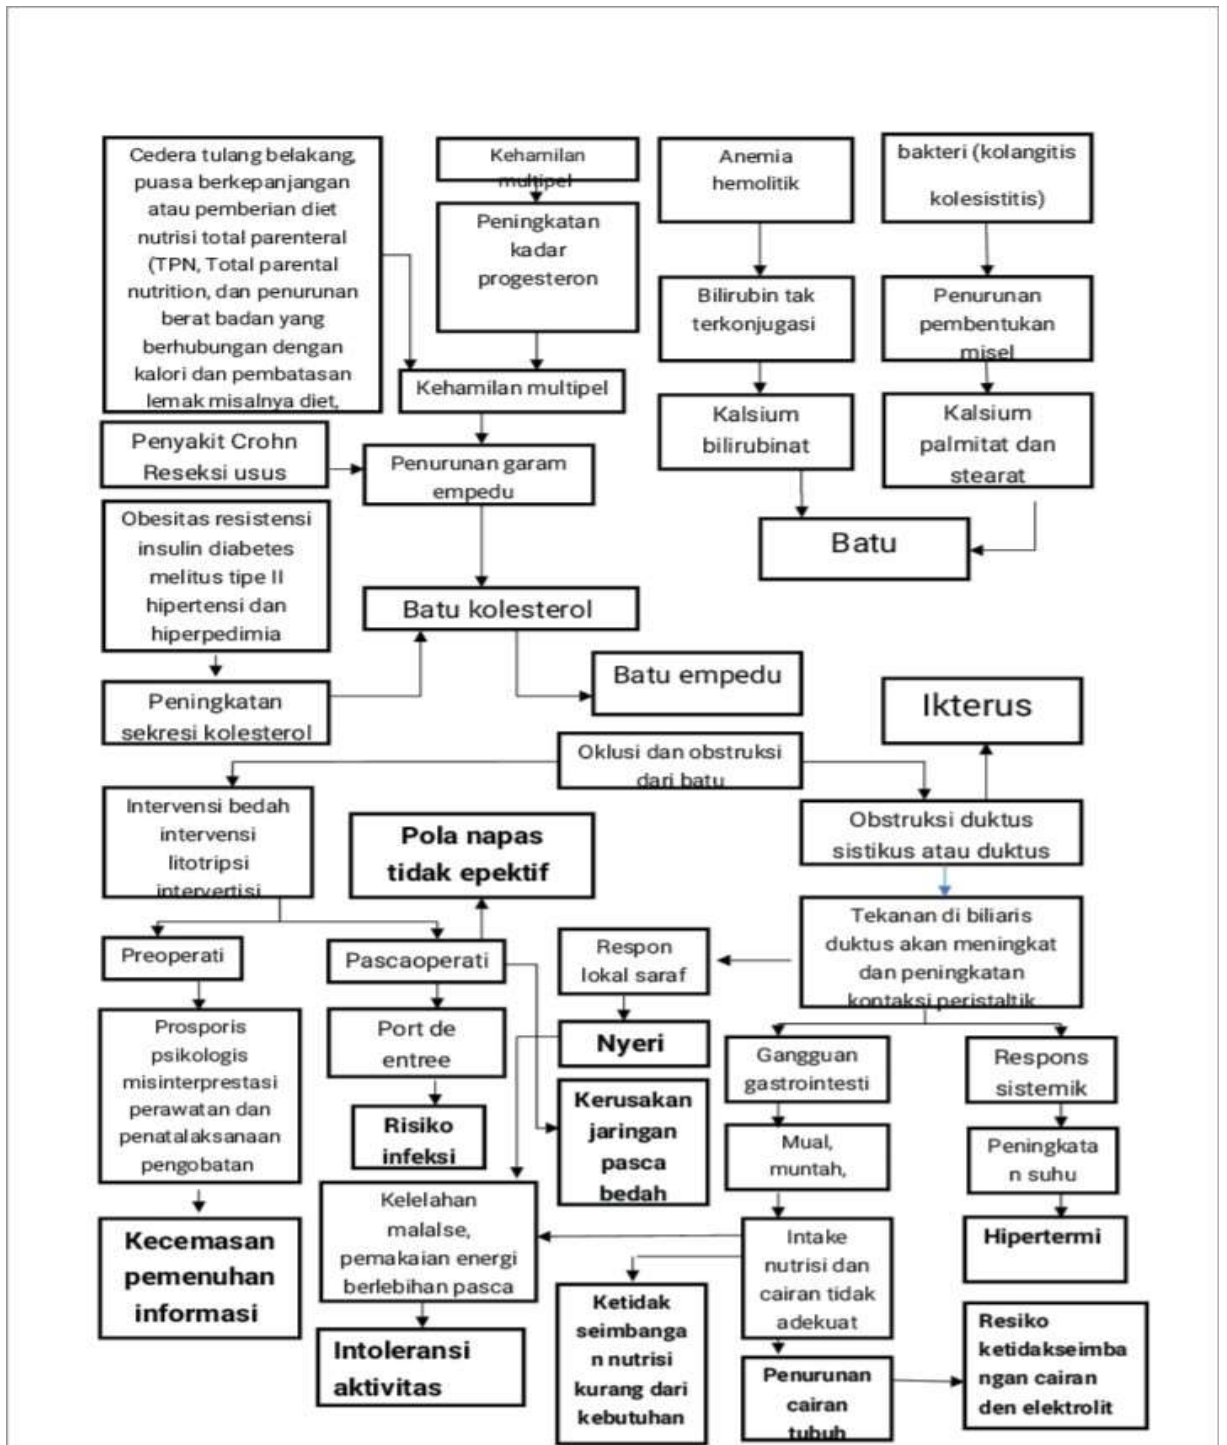 Cedera tulang belakang,
puasa berkepanjangan
atau pemberian diet
nutrisi total parenteral
(TPN, Total parental
nutrition, dan penurunan
berat badan yang
berhubungan dengan
kalori dan pembatasan
lemak misalnya diet,
Kehamilan
multipel
Peningkatan
kadar
progesteron
Anemia
hemolitik
bakteri (kolangitis
kolesistitis)
Bilirubin tak
terkonjugasi
Penurunan
pembentukan
misel
Kehamilan multipel
Kalsium
bilirubinat
Kalsium
palmitat dan
stearat
Penyakit Crohn
Reseksi usus
Penurunan garam
empedu
Obesitas resistensi
insulin diabetes
melitus tipe II
hipertensi dan
hiperpedimia
Batu
Batu kolesterol
Peningkatan
sekresi kolesterol
Batu empedu
Ikterus
Oklusi dan obstruksi
dari batu
Intervensi bedah
intervensi
litotripsi
intervertisi
Pola napas
tidak epektif
Obstruksi duktus
sistikus atau duktus
Tekanan di biliaris
duktus akan meningkat
dan peningkatan
kontaksi peristaltik
Preoperati
Pascaoperati
Respon
lokal saraf
Prosporis
psikologis
misinterprestasi
perawatan dan
penatalaksanaan
pengobatan
Port de
entree
Nyeri
Gangguan
gastrointesti
Respons
sistemik
Risiko
infeksi
Kerusakan
jaringan
pasca
bedah
Mual,
muntah,
Peningkata
n suhu
Kecemasan
pemenuhan
informasi
Kelelahan
malalse,
pemakaian energi
berlebihan pasca
Intake
nutrisi dan
cairan tidak
adekuat
Hipertermi
Intoleransi
aktivitas
Ketidak
seimbanga
n nutrisi
kurang dari
kebutuhan
Penurunan
cairan
tubuh
Resiko
ketidakseimba
ngan cairan
den elektrolit